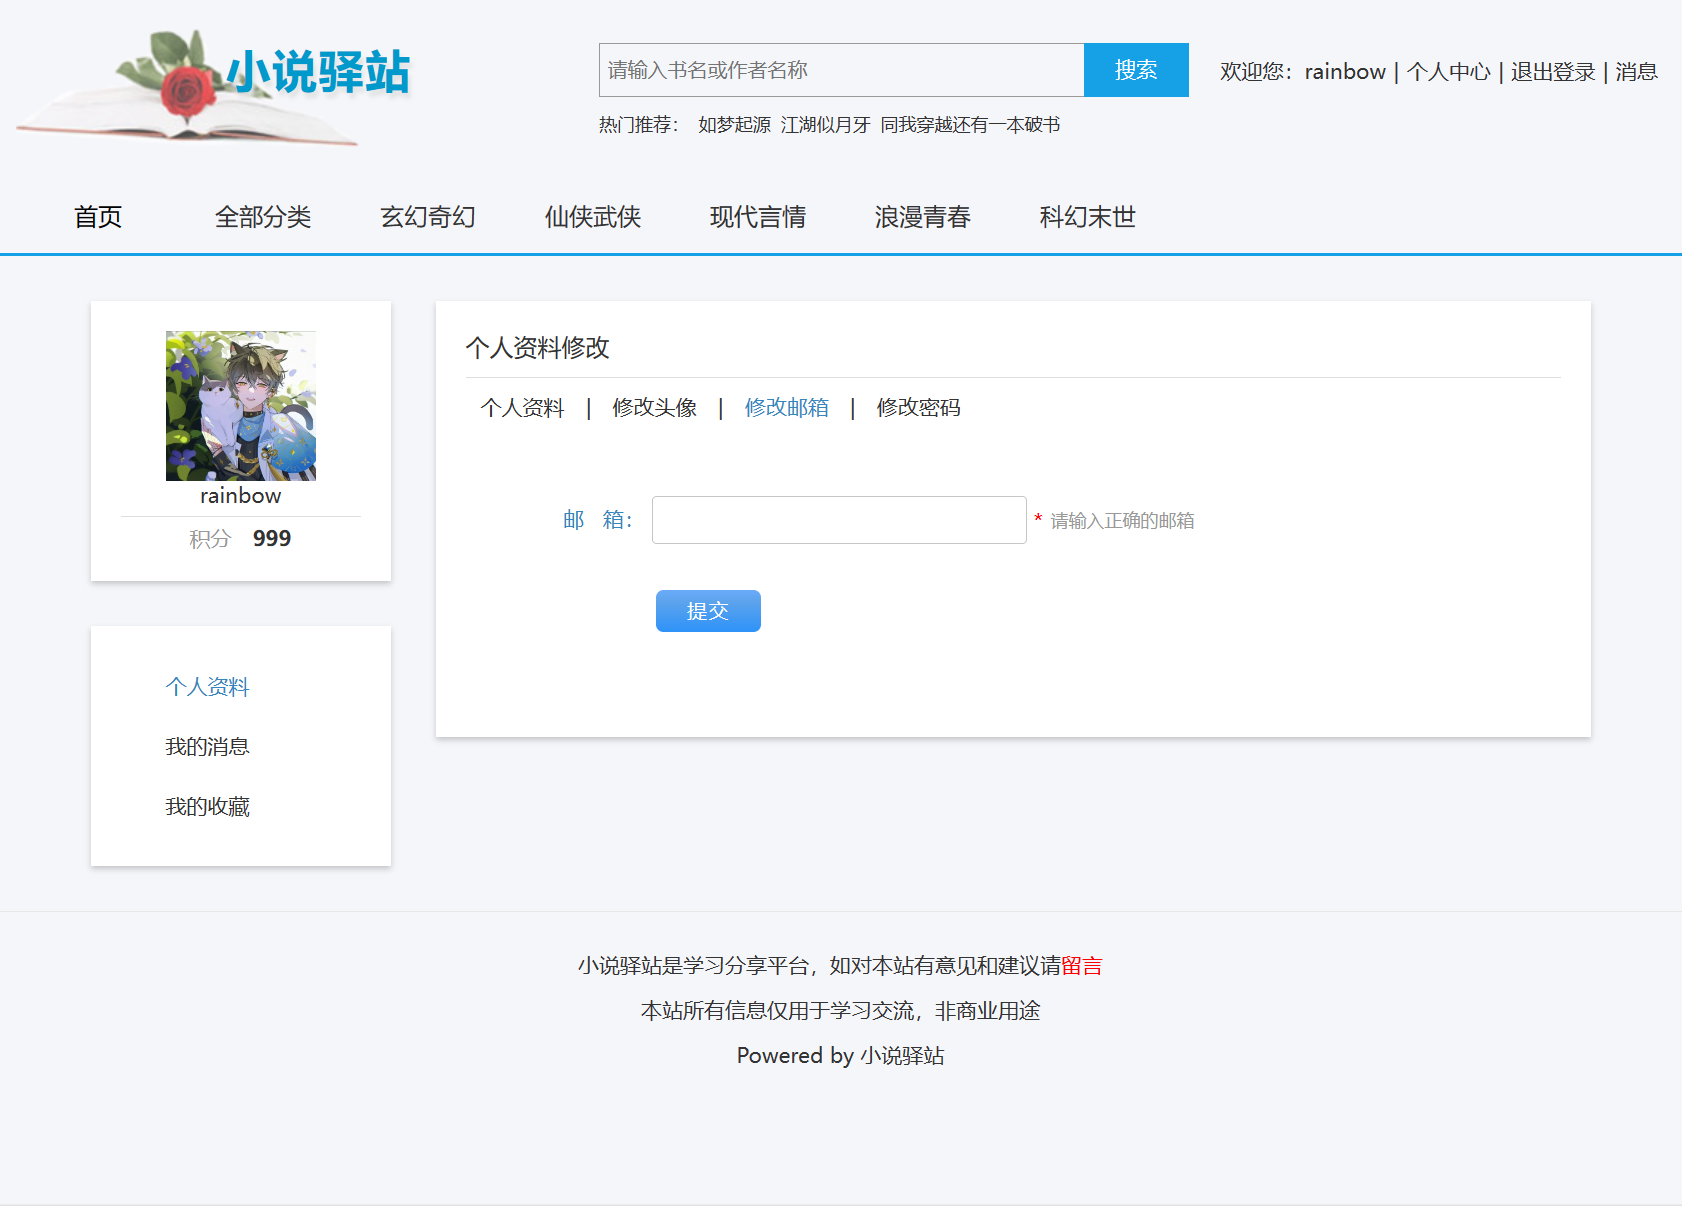 小说驿站
请输入书名或作者名称
搜索
欢迎您：rainbow | 个人中心 | 退出登录 | 消息
热门推荐： 如梦起源 江湖似月牙 同我穿越还有一本破书
首页 全部分类 玄幻奇幻 仙侠武侠 现代言情 浪漫青春 科幻末世
rainbow
积分 999
个人资料
我的消息
我的收藏
个人资料修改
个人资料 | 修改头像 | 修改邮箱 | 修改密码
邮 箱： * 请输入正确的邮箱
提交
小说驿站是学习分享平台，如对本站有意见和建议请留言
本站所有信息仅用于学习交流，非商业用途
Powered by 小说驿站